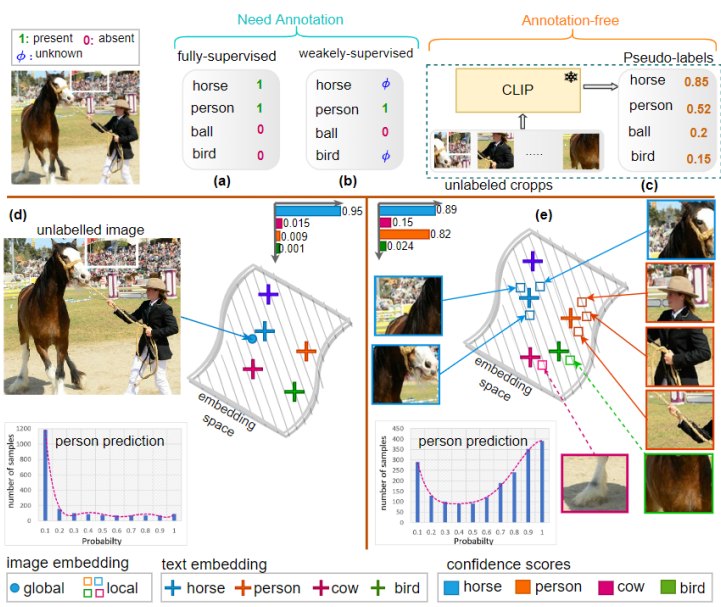 Need Annotation
Annotation-free
1: present 0: absent
ϕ: unknown
fully-supervised
horse 1
person 1
ball 0
bird 0
(a)
weakely-supervised
horse ϕ
person 1
ball 0
bird ϕ
(b)
CLIP
.....
unlabeled cropps
Pseudo-labels
horse 0.85
person 0.52
ball 0.2
bird 0.15
(c)
(d)
unlabelled image
0.95
0.015
0.009
0.001
embedding
space
person prediction
number of samples
1200
1000
800
600
400
200
0
0.1 0.2 0.3 0.4 0.5 0.6 0.7 0.8 0.9 1
Probabilty
(e)
0.89
0.15
0.82
0.024
embedding
space
person prediction
number of samples
450
400
350
300
250
200
150
100
50
0
0.1 0.2 0.3 0.4 0.5 0.6 0.7 0.8 0.9 1
Probabilty
image embedding
global local
text embedding
horse person cow bird
confidence scores
horse person cow bird